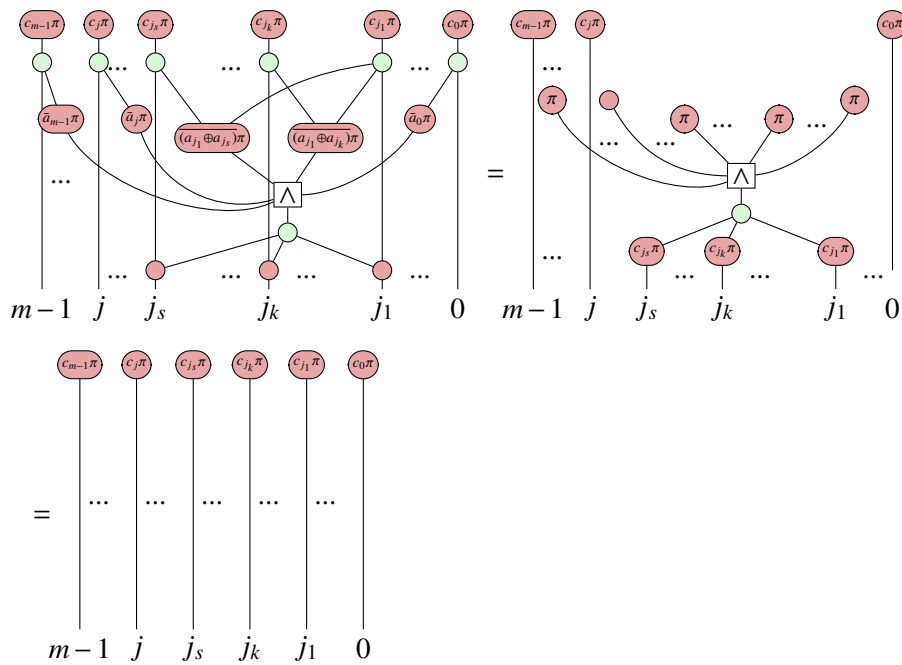 c_{m−1}π c_jπ c_{j_s}π c_{j_k}π c_{j_1}π c_0π c_{m−1}π c_jπ c_0π
... ... ... ... ...
ā_{m−1}π ā_jπ \overline{(a_{j_1}⊕a_{j_s})}π \overline{(a_{j_1}⊕a_{j_k})}π ā_0π π π π π
... ... ... ... ...
... ∧ = ∧
... ... ... ... ... c_{j_s}π ... c_{j_k}π ... c_{j_1}π ...
m−1 j j_s j_k j_1 0 m−1 j j_s j_k j_1 0
c_{m−1}π c_jπ c_{j_s}π c_{j_k}π c_{j_1}π c_0π
= ... ... ... ... ...
m−1 j j_s j_k j_1 0